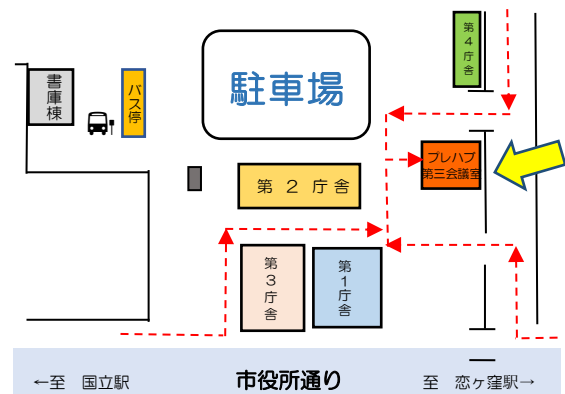 第4庁舎
書庫棟
バス停
駐車場
プレハブ
第三会議室
第２庁舎
第3庁舎
第1庁舎
←至　国立駅
市役所通り
至　恋ヶ窪駅→